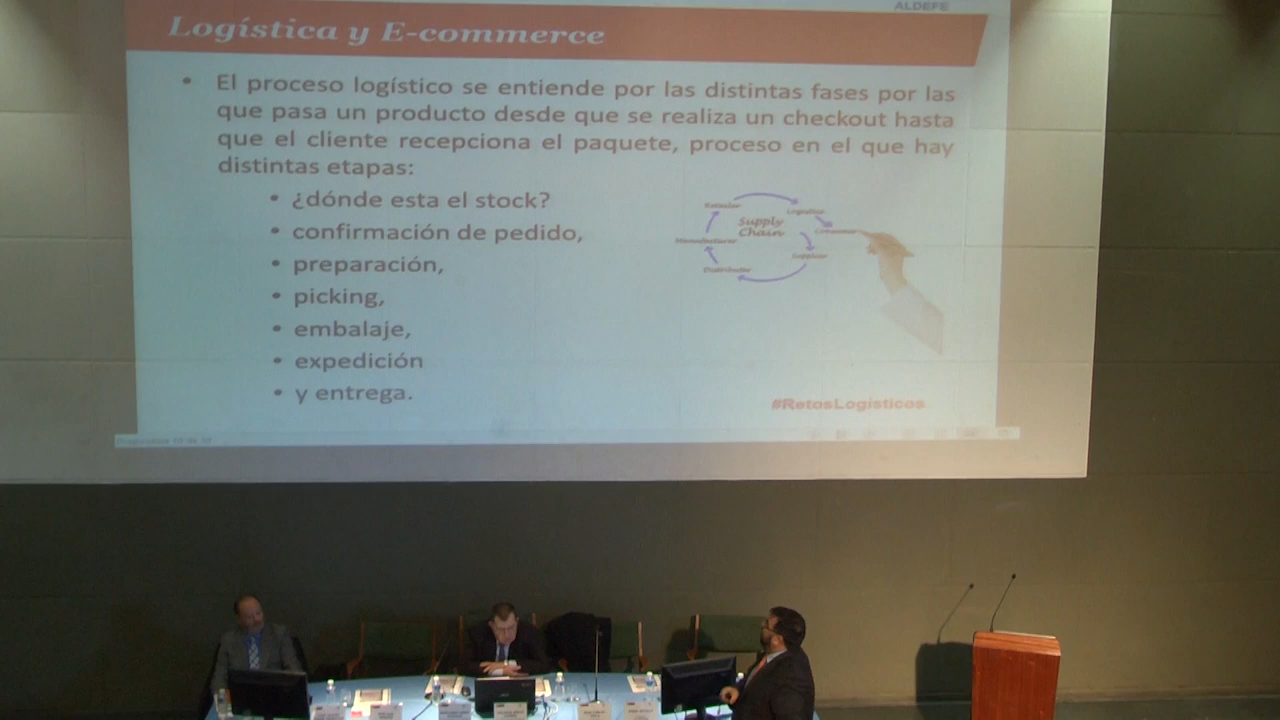 ALDEFE
Logística y E-commerce
• El proceso logístico se entiende por las distintas fases por las
que pasa un producto desde que se realiza un checkout hasta
que el cliente recepciona el paquete, proceso en el que hay
distintas etapas:
• ¿dónde esta el stock?
• confirmación de pedido,
• preparación,
• picking,
• embalaje,
• expedición
• y entrega.
Supply
Chain
Logistics
Consumer
Supplier
Distributor
Manufacturer
#RetosLogisticos